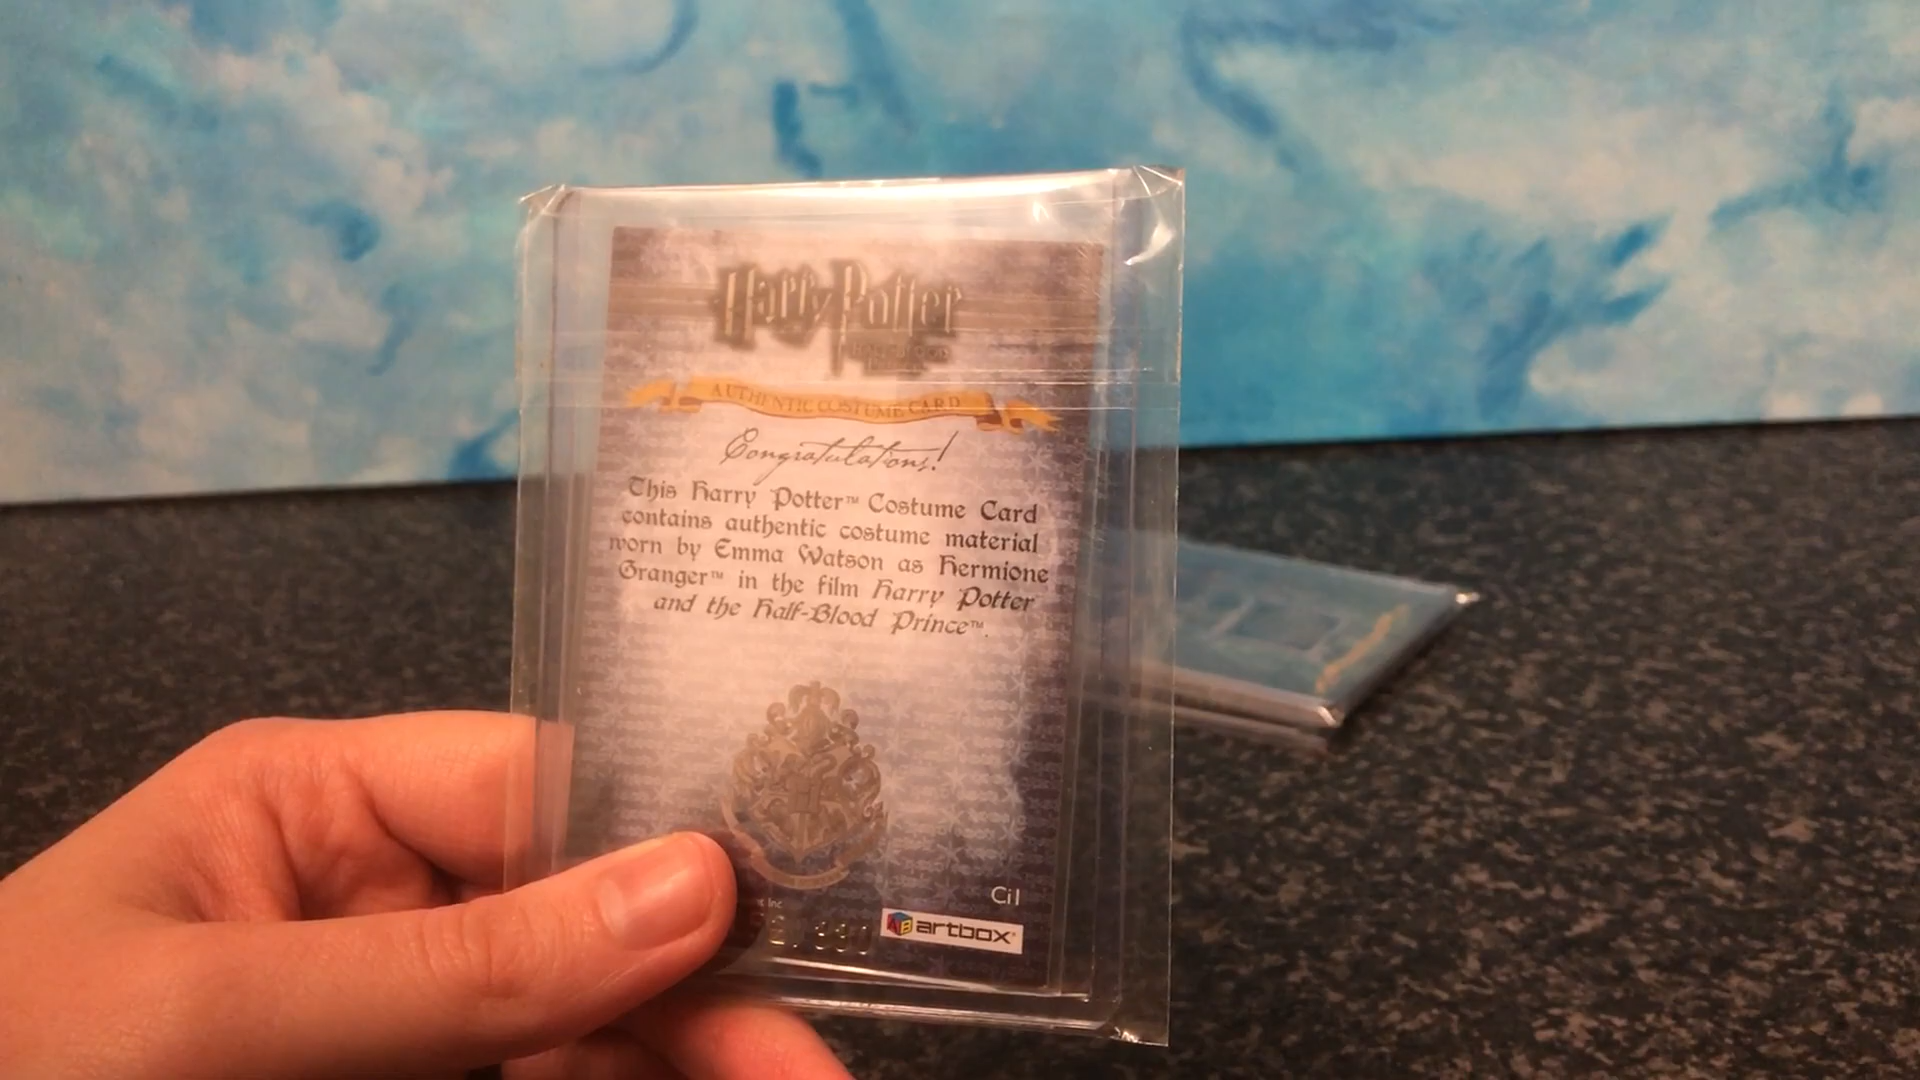 Harry Potter
AUTHENTIC COSTUME CARD
Congratulations!
This Harry Potter™ Costume Card
contains authentic costume material
worn by Emma Watson as Hermione
Granger™ in the film Harry Potter
and the Half-Blood Prince™.
Ci1
Inc
artbox